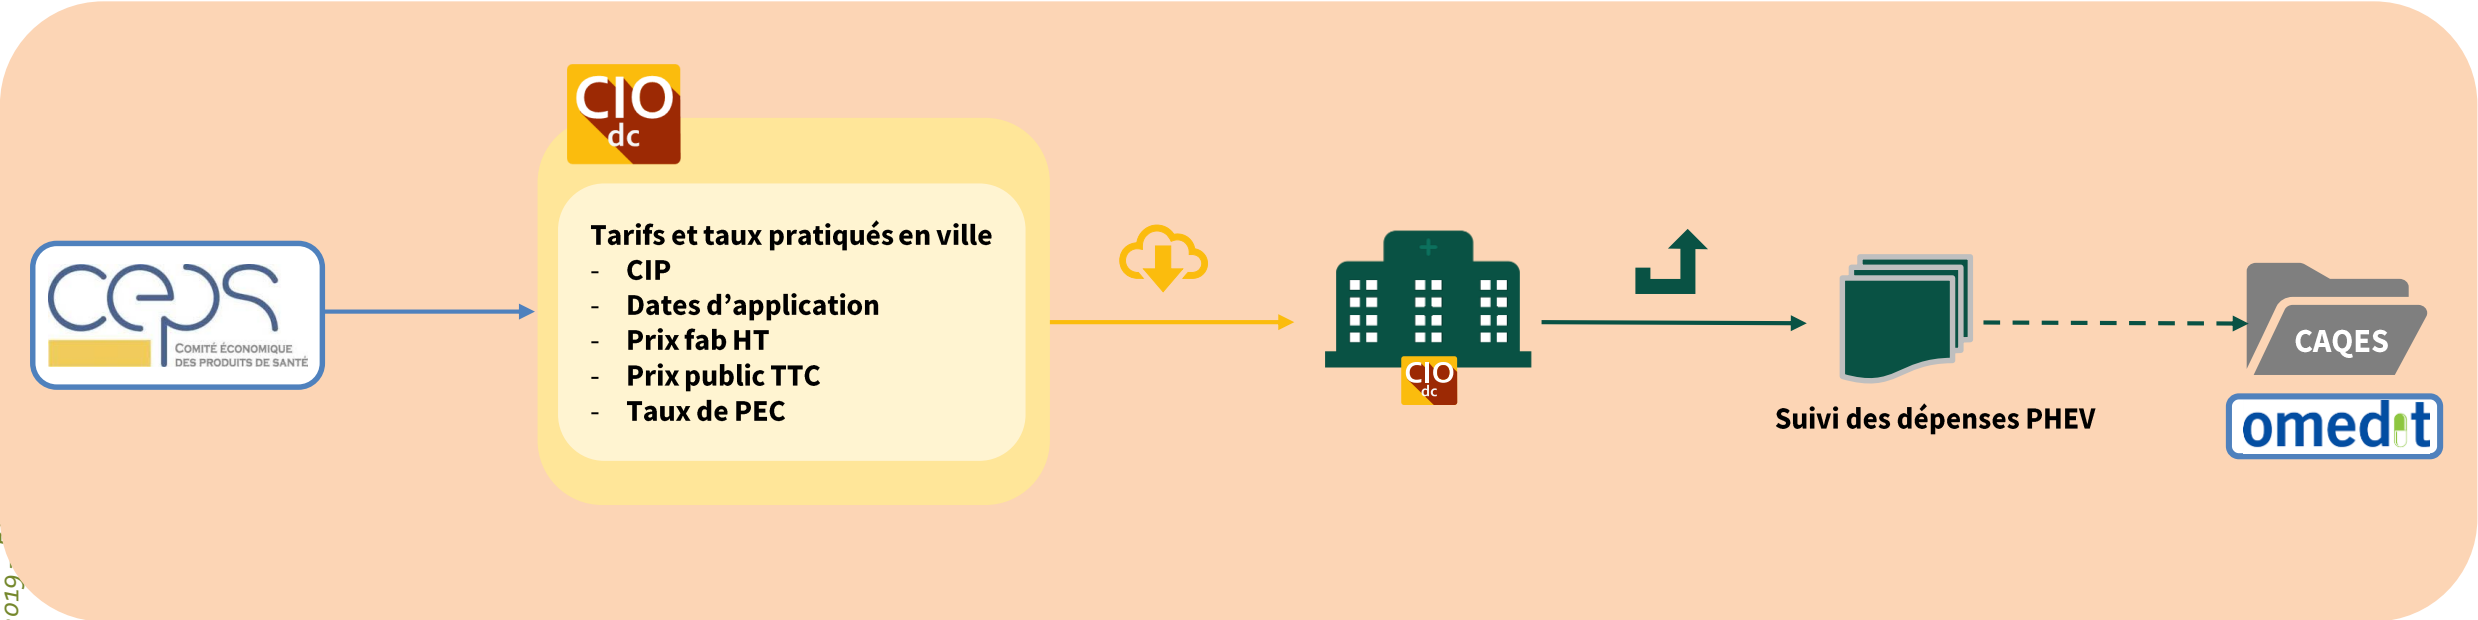 CIO
dc
ceps
COMITÉ ÉCONOMIQUE
DES PRODUITS DE SANTÉ
Tarifs et taux pratiqués en ville
- CIP
- Dates d’application
- Prix fab HT
- Prix public TTC
- Taux de PEC
CIO
dc
Suivi des dépenses PHEV
CAQES
omedit